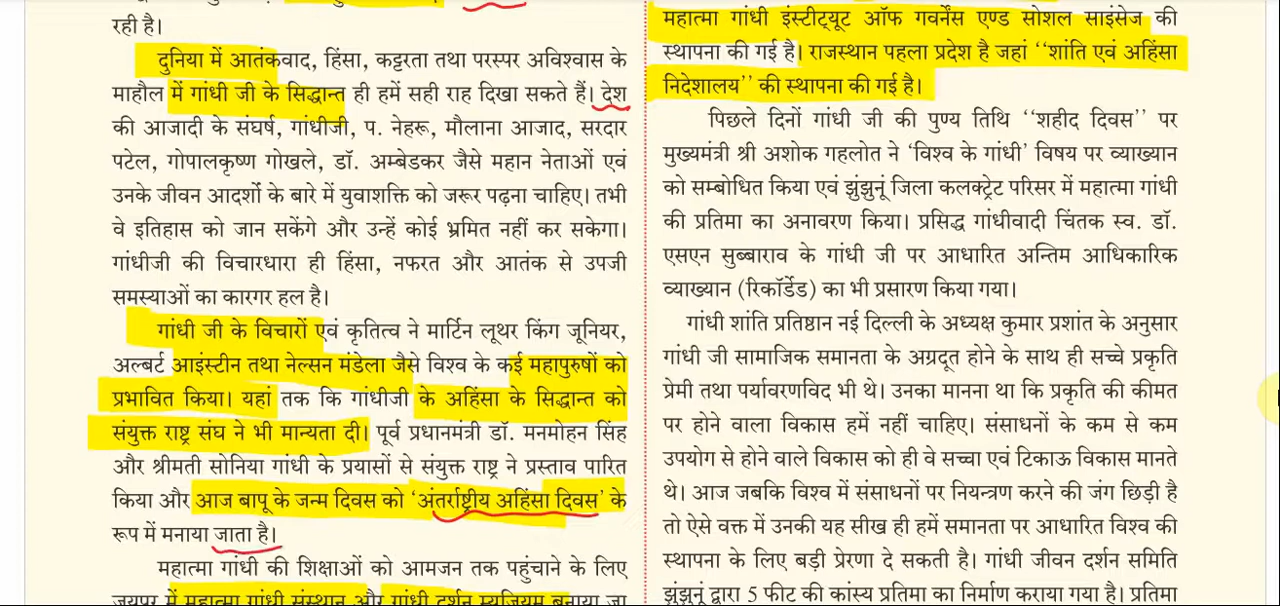 रही है।
दुनिया में आतंकवाद, हिंसा, कट्टरता तथा परस्पर अविश्वास के
माहौल में गांधी जी के सिद्धान्त ही हमें सही राह दिखा सकते हैं। देश
की आजादी के संघर्ष, गांधीजी, प. नेहरू, मौलाना आजाद, सरदार
पटेल, गोपालकृष्ण गोखले, डॉ. अम्बेडकर जैसे महान नेताओं एवं
उनके जीवन आदर्शों के बारे में युवाशक्ति को जरूर पढ़ना चाहिए। तभी
वे इतिहास को जान सकेंगे और उन्हें कोई भ्रमित नहीं कर सकेगा।
गांधीजी की विचारधारा ही हिंसा, नफरत और आतंक से उपजी
समस्याओं का कारगर हल है।
गांधी जी के विचारों एवं कृतित्व ने मार्टिन लूथर किंग जूनियर,
अल्बर्ट आइंस्टीन तथा नेल्सन मंडेला जैसे विश्व के कई महापुरुषों को
प्रभावित किया। यहां तक कि गांधीजी के अहिंसा के सिद्धान्त को
संयुक्त राष्ट्र संघ ने भी मान्यता दी। पूर्व प्रधानमंत्री डॉ. मनमोहन सिंह
और श्रीमती सोनिया गांधी के प्रयासों से संयुक्त राष्ट्र ने प्रस्ताव पारित
किया और आज बापू के जन्म दिवस को 'अंतर्राष्ट्रीय अहिंसा दिवस' के
रूप में मनाया जाता है।
महात्मा गांधी की शिक्षाओं को आमजन तक पहुंचाने के लिए
जयपुर में महात्मा गांधी संस्थान और गांधी दर्शन म्यूजियम बनाया जा
महात्मा गांधी इंस्टीट्यूट ऑफ गवर्नेंस एण्ड सोशल साइंसेज की
स्थापना की गई है। राजस्थान पहला प्रदेश है जहां "शांति एवं अहिंसा
निदेशालय" की स्थापना की गई है।
पिछले दिनों गांधी जी की पुण्य तिथि "शहीद दिवस" पर
मुख्यमंत्री श्री अशोक गहलोत ने 'विश्व के गांधी' विषय पर व्याख्यान
को सम्बोधित किया एवं झुंझुनूं जिला कलक्ट्रेट परिसर में महात्मा गांधी
की प्रतिमा का अनावरण किया। प्रसिद्ध गांधीवादी चिंतक स्व. डॉ.
एसएन सुब्बाराव के गांधी जी पर आधारित अन्तिम आधिकारिक
व्याख्यान (रिकॉर्डेड) का भी प्रसारण किया गया।
गांधी शांति प्रतिष्ठान नई दिल्ली के अध्यक्ष कुमार प्रशांत के अनुसार
गांधी जी सामाजिक समानता के अग्रदूत होने के साथ ही सच्चे प्रकृति
प्रेमी तथा पर्यावरणविद भी थे। उनका मानना था कि प्रकृति की कीमत
पर होने वाला विकास हमें नहीं चाहिए। संसाधनों के कम से कम
उपयोग से होने वाले विकास को ही वे सच्चा एवं टिकाऊ विकास मानते
थे। आज जबकि विश्व में संसाधनों पर नियन्त्रण करने की जंग छिड़ी है
तो ऐसे वक्त में उनकी यह सीख ही हमें समानता पर आधारित विश्व की
स्थापना के लिए बड़ी प्रेरणा दे सकती है। गांधी जीवन दर्शन समिति
झुंझुनूं द्वारा 5 फीट की कांस्य प्रतिमा का निर्माण कराया गया है। प्रतिमा